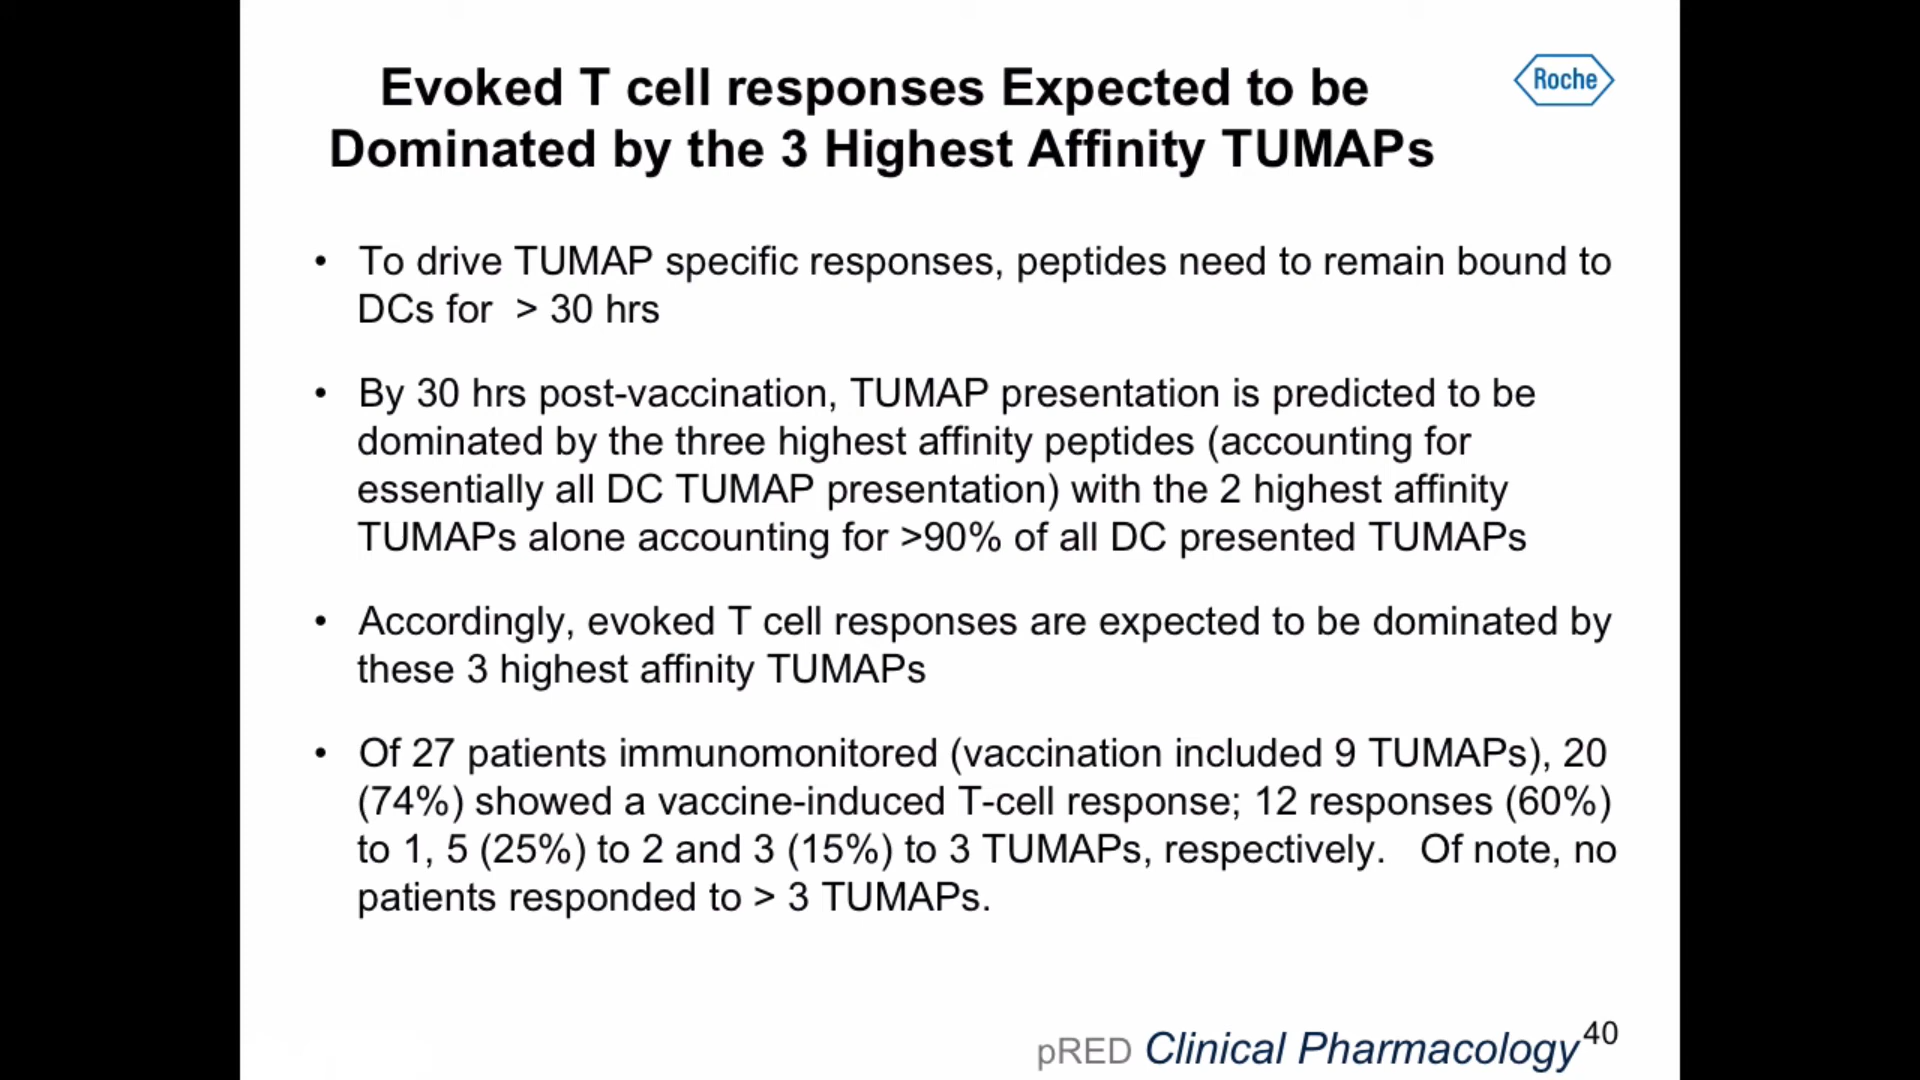 Evoked T cell responses Expected to be
Dominated by the 3 Highest Affinity TUMAPs
Roche
• To drive TUMAP specific responses, peptides need to remain bound to
DCs for > 30 hrs
• By 30 hrs post-vaccination, TUMAP presentation is predicted to be
dominated by the three highest affinity peptides (accounting for
essentially all DC TUMAP presentation) with the 2 highest affinity
TUMAPs alone accounting for >90% of all DC presented TUMAPs
• Accordingly, evoked T cell responses are expected to be dominated by
these 3 highest affinity TUMAPs
• Of 27 patients immunomonitored (vaccination included 9 TUMAPs), 20
(74%) showed a vaccine-induced T-cell response; 12 responses (60%)
to 1, 5 (25%) to 2 and 3 (15%) to 3 TUMAPs, respectively. Of note, no
patients responded to > 3 TUMAPs.
pRED Clinical Pharmacology 40